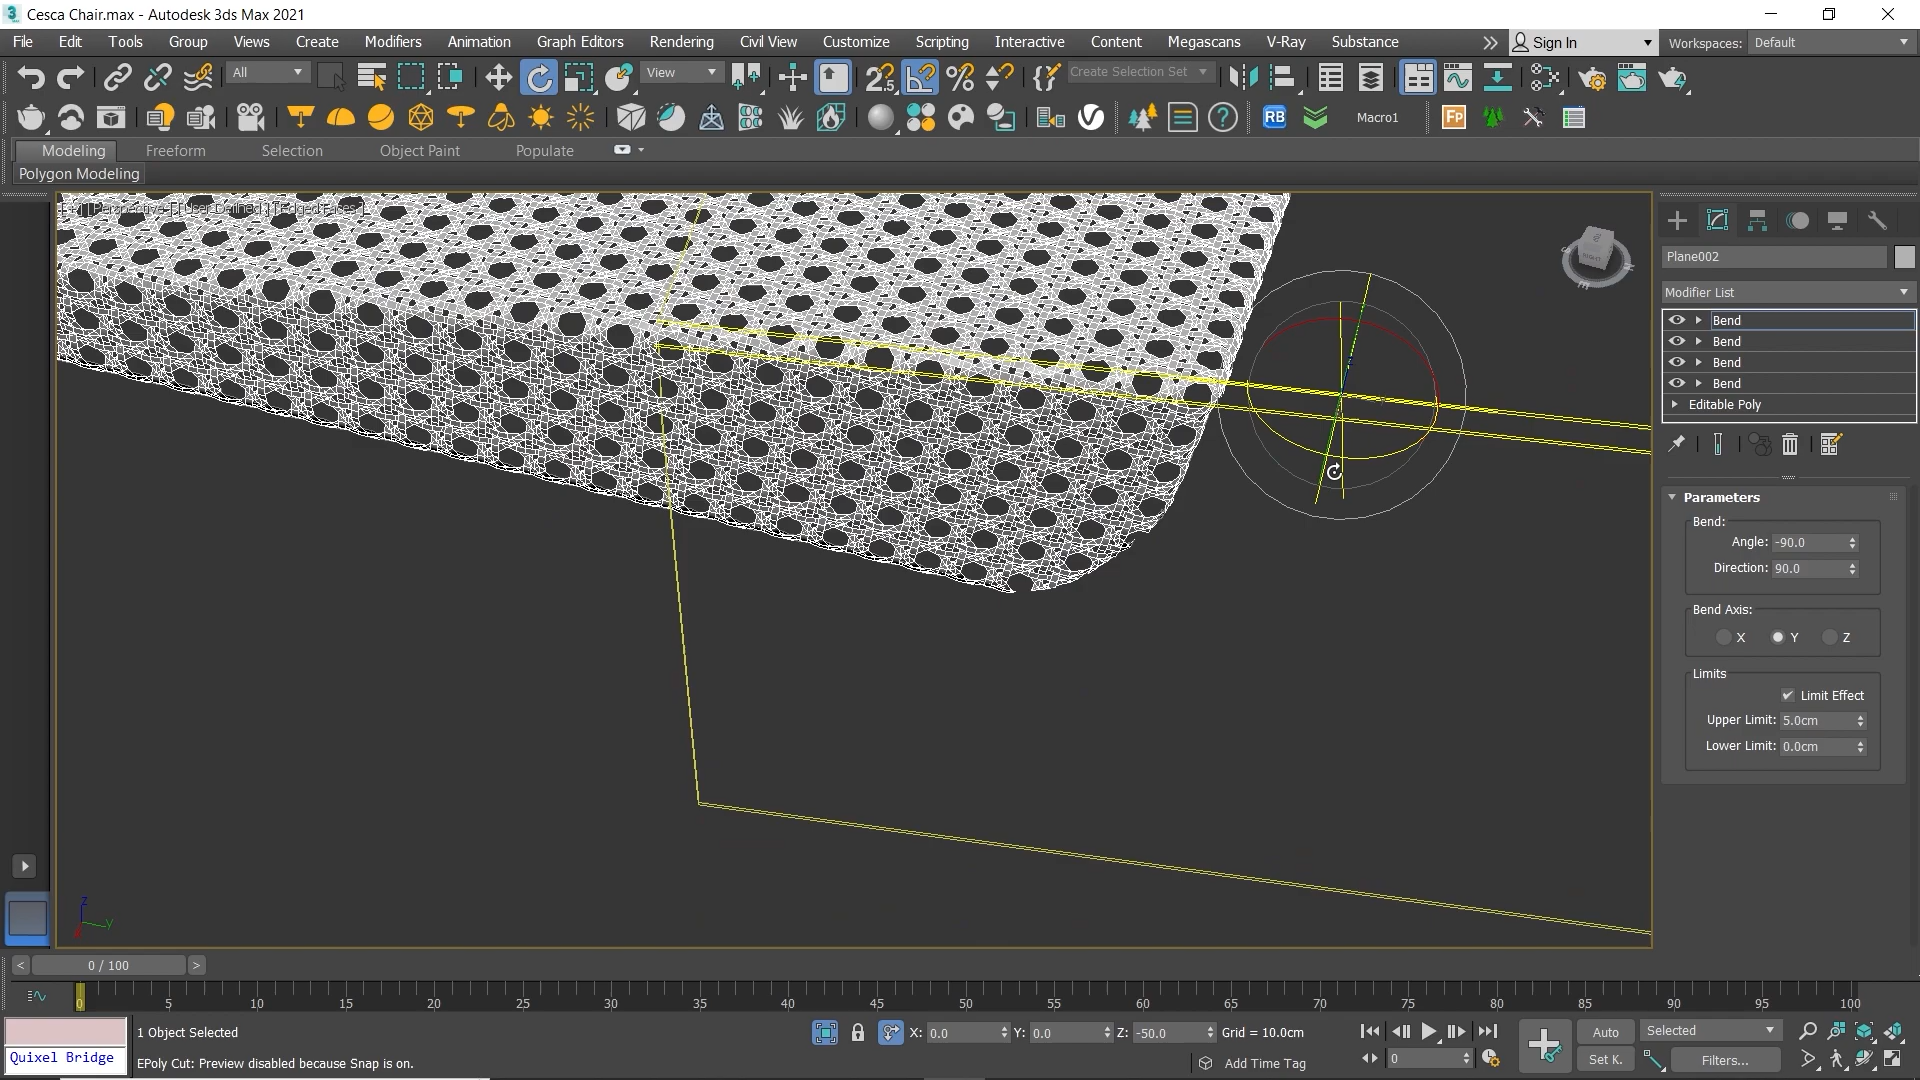 Cesca Chair.max - Autodesk 3ds Max 2021
File Edit Tools Group Views Create Modifiers Animation Graph Editors Rendering Civil View Customize Scripting Interactive Content Megascans V-Ray Substance
Sign In
Workspaces: Default
All
View
Create Selection Set
RB
Macro1
FP
Modeling Freeform Selection Object Paint Populate
Polygon Modeling
[+] [Perspective] [User Defined] [Edged Faces]
Plane002
Modifier List
Bend
Bend
Bend
Bend
Editable Poly
Parameters
Bend:
Angle: -90.0
Direction: 90.0
Bend Axis:
X Y Z
Limits
Limit Effect
Upper Limit: 5.0cm
Lower Limit: 0.0cm
0 / 100
0 5 10 15 20 25 30 35 40 45 50 55 60 65 70 75 80 85 90 95 100
1 Object Selected
X: 0.0 Y: 0.0 Z: -50.0 Grid = 10.0cm
Auto
Selected
Quixel Bridge
EPoly Cut: Preview disabled because Snap is on.
Add Time Tag
0
Set K.
Filters...